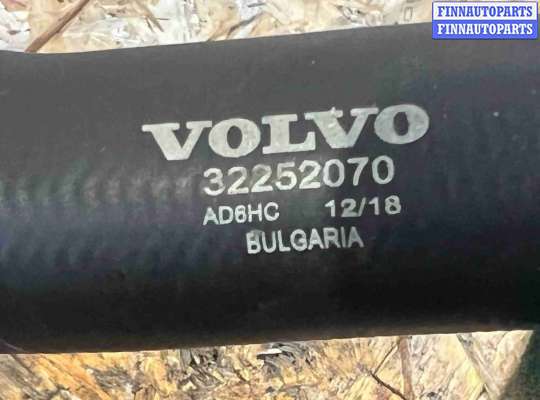 FINNAUTOPARTS
FINNAUTOPARTS
VOLVO
32252070
AD6HC 12/18
BULGARIA